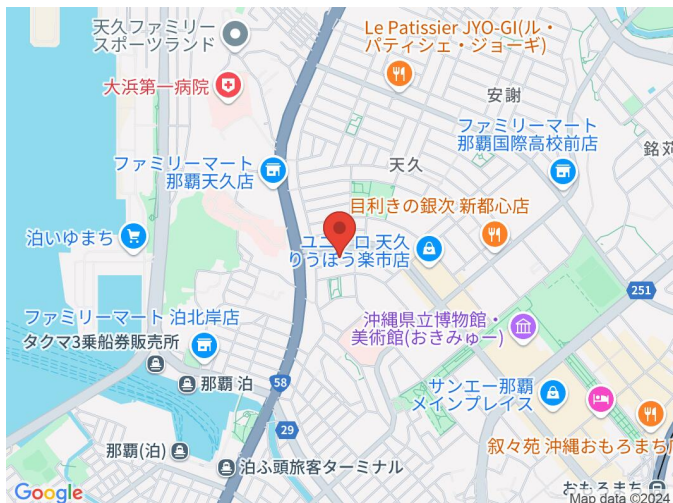 天久ファミリー
スポーツランド
Le Patissier JYO-GI(ル・
パティシェ・ジョーギ)
大浜第一病院
安謝
ファミリーマート
那覇国際高校前店
銘苅
天久
ファミリーマート
那覇天久店
目利きの銀次 新都心店
泊いゆまち
ユニ ロ 天久
りうぼう楽市店
251
ファミリーマート 泊北岸店
沖縄県立博物館・
美術館(おきみゅー)
タクマ3乗船券販売所
那覇 泊
58
サンエー那覇
メインプレイス
29
那覇(泊)
叙々苑 沖縄おもろまち
泊ふ頭旅客ターミナル
おもろまち
Google
Map data ©2024